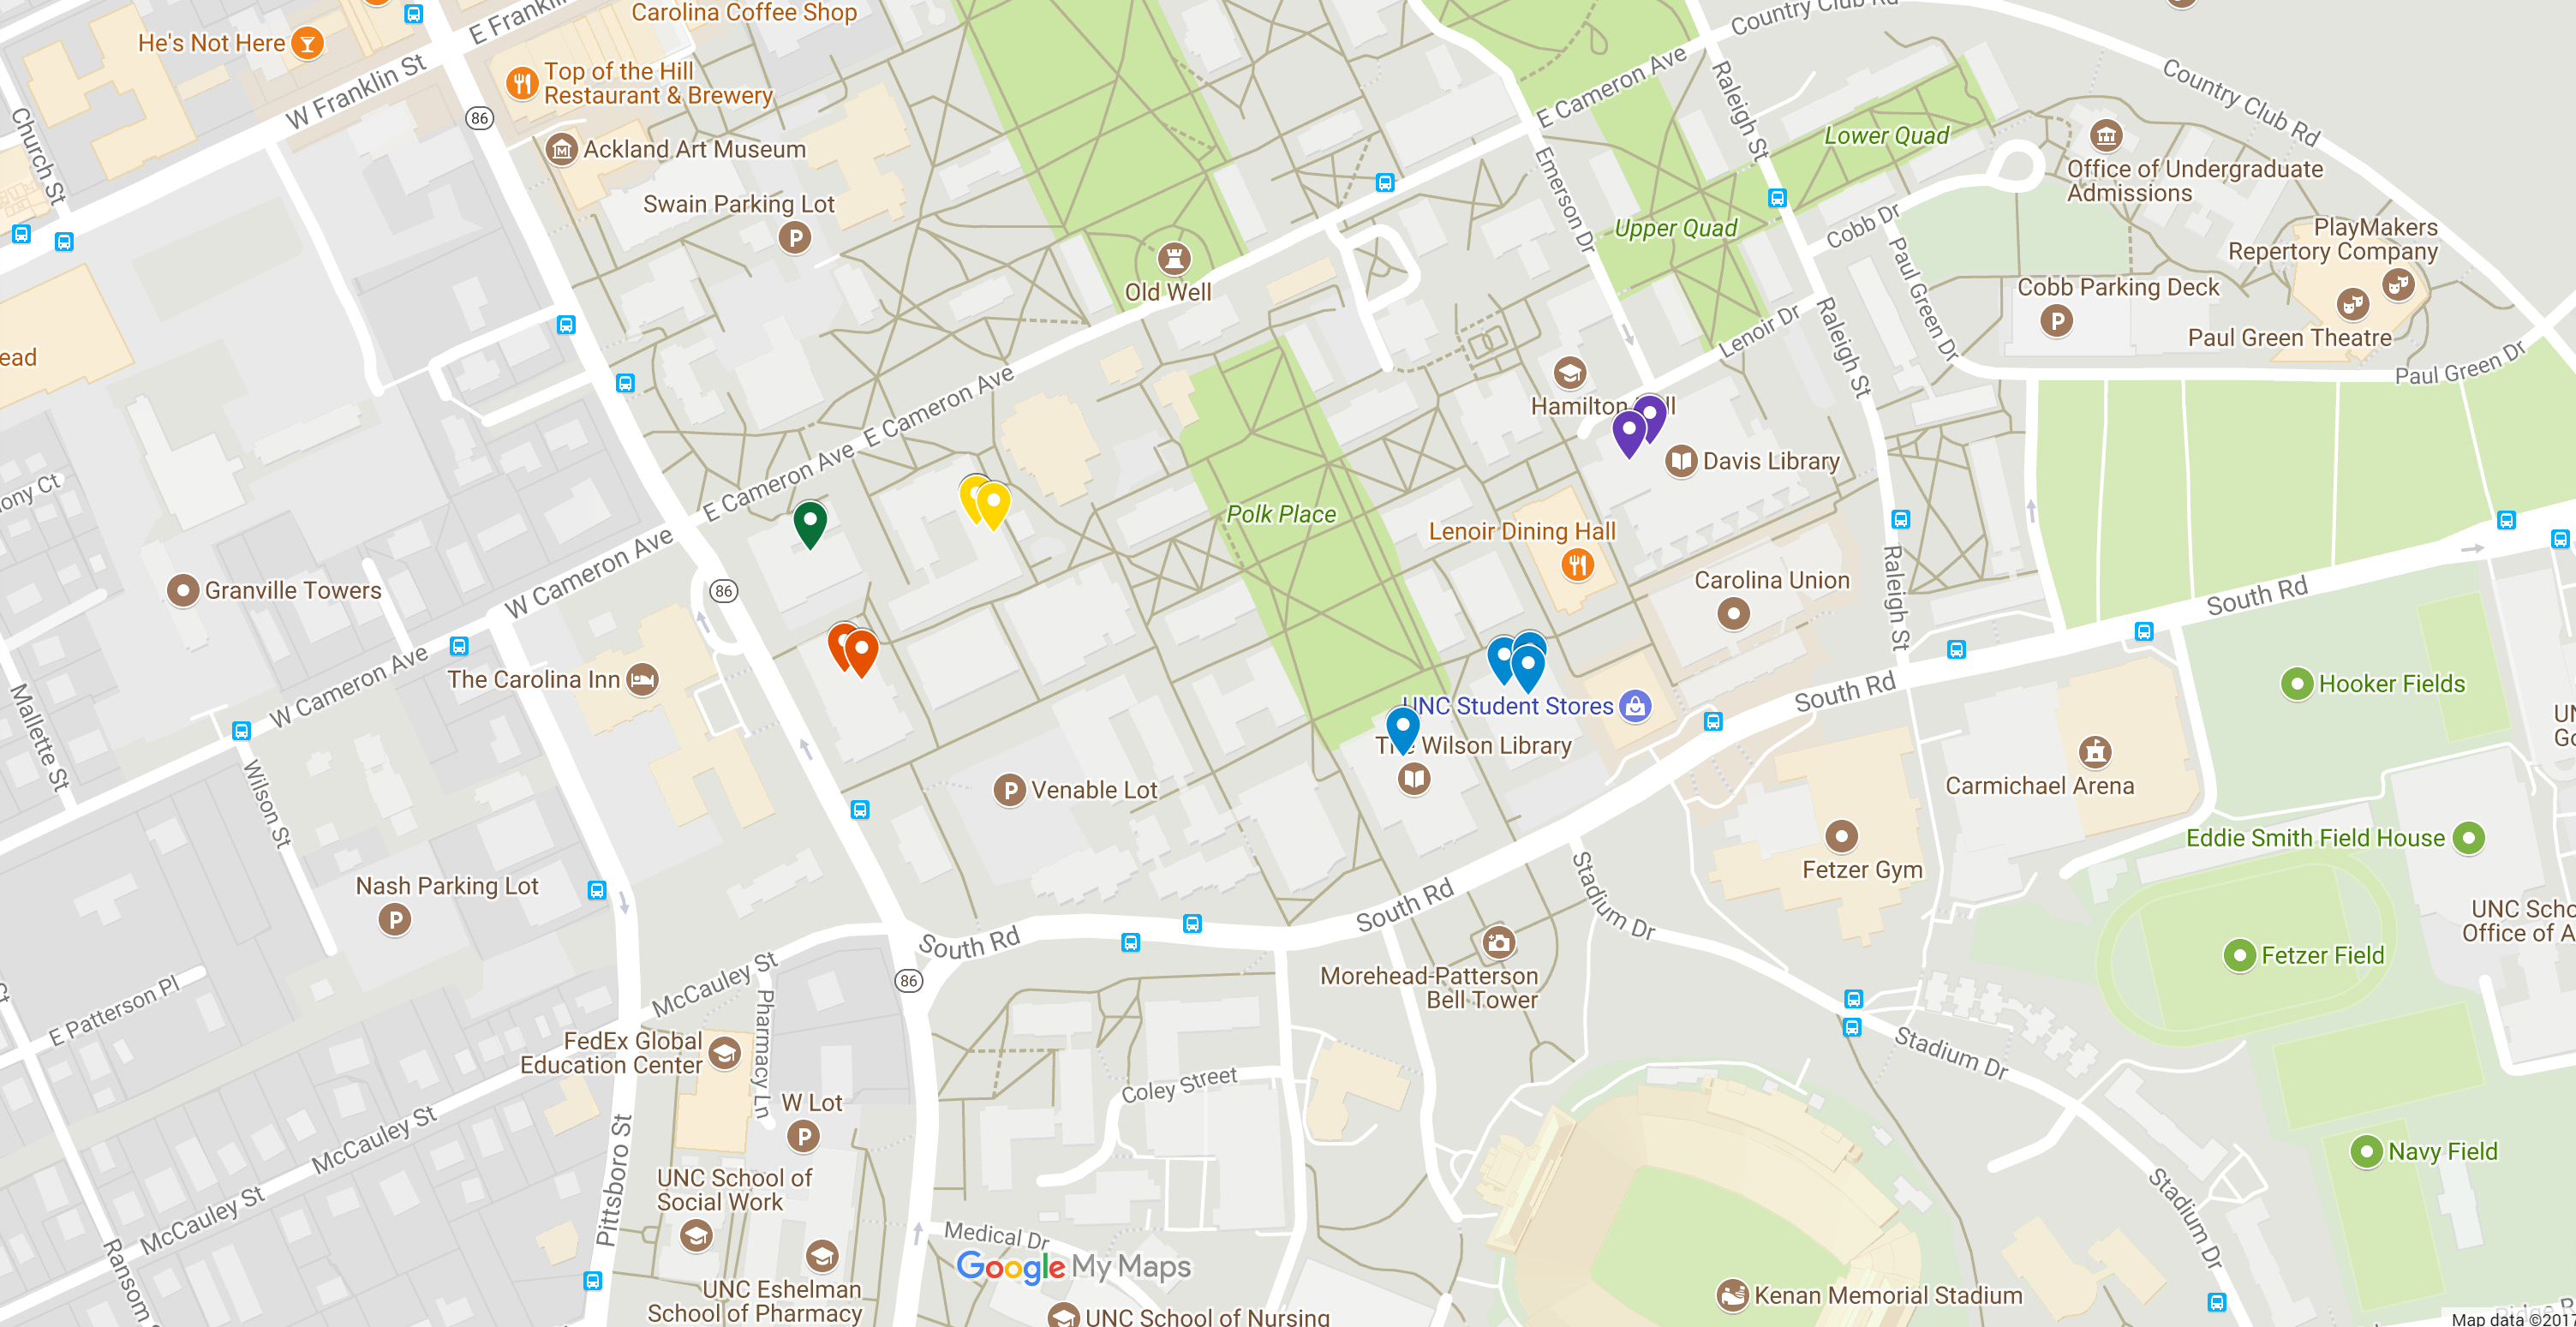 Carolina Coffee Shop
Country Club Rd
He's Not Here
E Franklin
W Franklin St
Top of the Hill
Restaurant & Brewery
86
Church St
Ackland Art Museum
E Cameron Ave
Raleigh St
Country Club Rd
Lower Quad
Office of Undergraduate
Admissions
Swain Parking Lot
P
Emerson Dr
Upper Quad
Cobb Dr
PlayMakers
Repertory Company
Old Well
Paul Green Dr
Cobb Parking Deck
P
Paul Green Theatre
Lenoir Dr
Raleigh St
Paul Green Dr
ead
E Cameron Ave
E Cameron Ave
E Cameron Ave
Hamilton
Davis Library
ony Ct
Polk Place
Lenoir Dining Hall
W Cameron Ave
86
Granville Towers
Carolina Union
Raleigh St
South Rd
W Cameron Ave
The Carolina Inn
South Rd
Hooker Fields
UNC Student Stores
The Wilson Library
Mallette St
Wilson St
UN
Go
P
Venable Lot
Carmichael Arena
Eddie Smith Field House
Fetzer Gym
Nash Parking Lot
P
Stadium Dr
South Rd
South Rd
UNC Scho
Office of A
Morehead-Patterson
Bell Tower
Fetzer Field
McCauley St
86
E Patterson Pl
Pharmacy Ln
FedEx Global
Education Center
Stadium Dr
Coley Street
W Lot
P
McCauley St
Pittsboro St
Navy Field
UNC School of
Social Work
McCauley St
Stadium Dr
Medical Dr
Google My Maps
Ransom S
UNC Eshelman
School of Pharmacy
Kenan Memorial Stadium
UNC School of Nursing
Map data ©2017